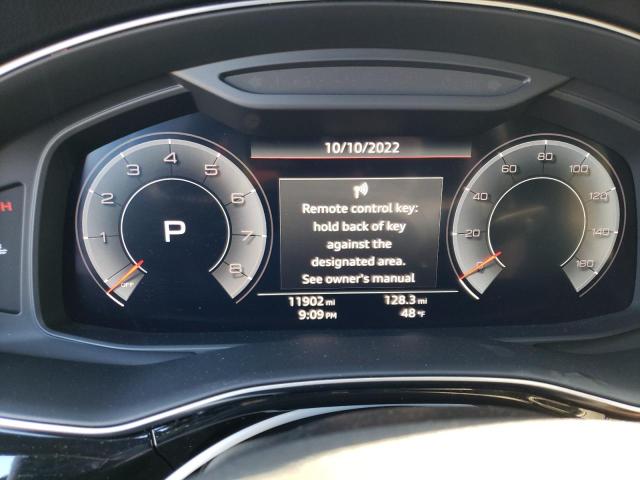 10/10/2022
Remote control key:
hold back of key
against the
designated area.
See owner's manual
11902 mi 128.3 mi
9:09 PM 48 °F
1 2 3 4 5 6 7 8
OFF
P
0 20 40 60 80 100 120 140 160
H